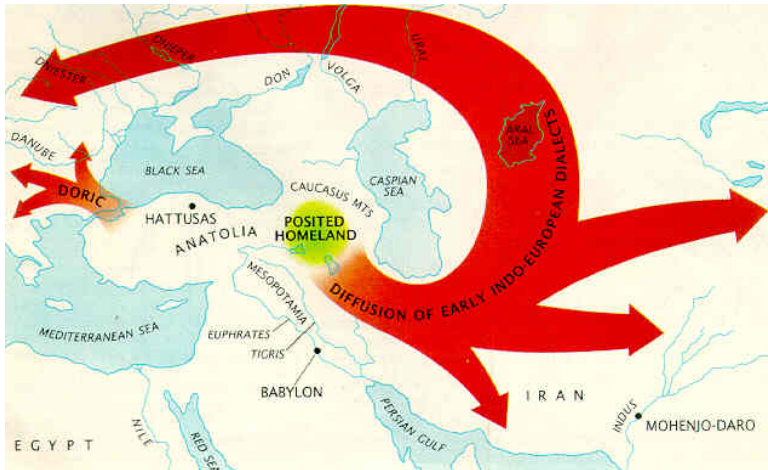 DNIEPER
DNIESTER
DON
VOLGA
URAL
ARAL
SEA
DANUBE
BLACK SEA
CASPIAN
SEA
CAUCASUS MTS
DORIC
HATTUSAS
ANATOLIA
POSITED
HOMELAND
DIFFUSION OF EARLY INDO-EUROPEAN DIALECTS
MESOPOTAMIA
MEDITERRANEAN SEA
EUPHRATES
TIGRIS
BABYLON
IRAN
INDUS
MOHENJO-DARO
PERSIAN GULF
EGYPT
NILE
RED SEA